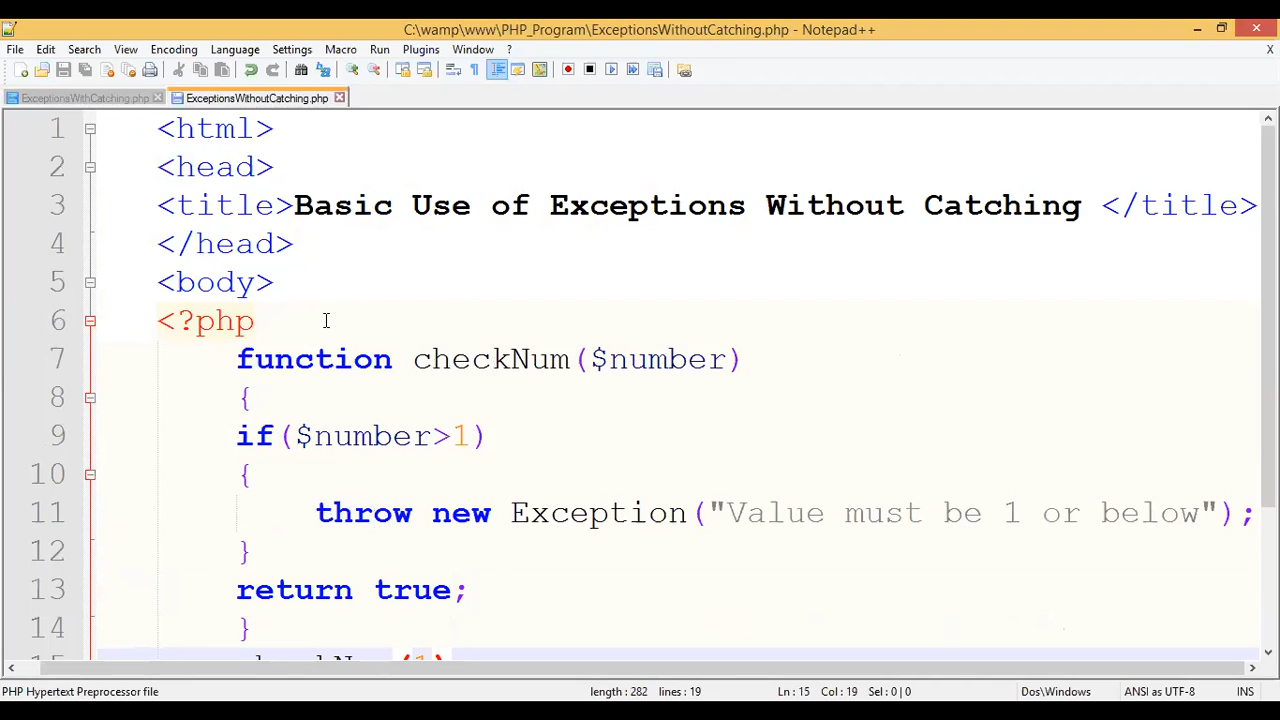 C:\wamp\www\PHP_Program\ExceptionsWithoutCatching.php - Notepad++
File Edit Search View Encoding Language Settings Macro Run Plugins Window ? X
ExceptionsWithCatching.php ExceptionsWithoutCatching.php
1 <html>
2 <head>
3 <title>Basic Use of Exceptions Without Catching </title>
4 </head>
5 <body>
6 <?php
7 function checkNum($number)
8 {
9 if($number>1)
10 {
11 throw new Exception("Value must be 1 or below");
12 }
13 return true;
14 }
PHP Hypertext Preprocessor file length : 282 lines : 19 Ln : 15 Col : 19 Sel : 0 | 0 Dos\Windows ANSI as UTF-8 INS